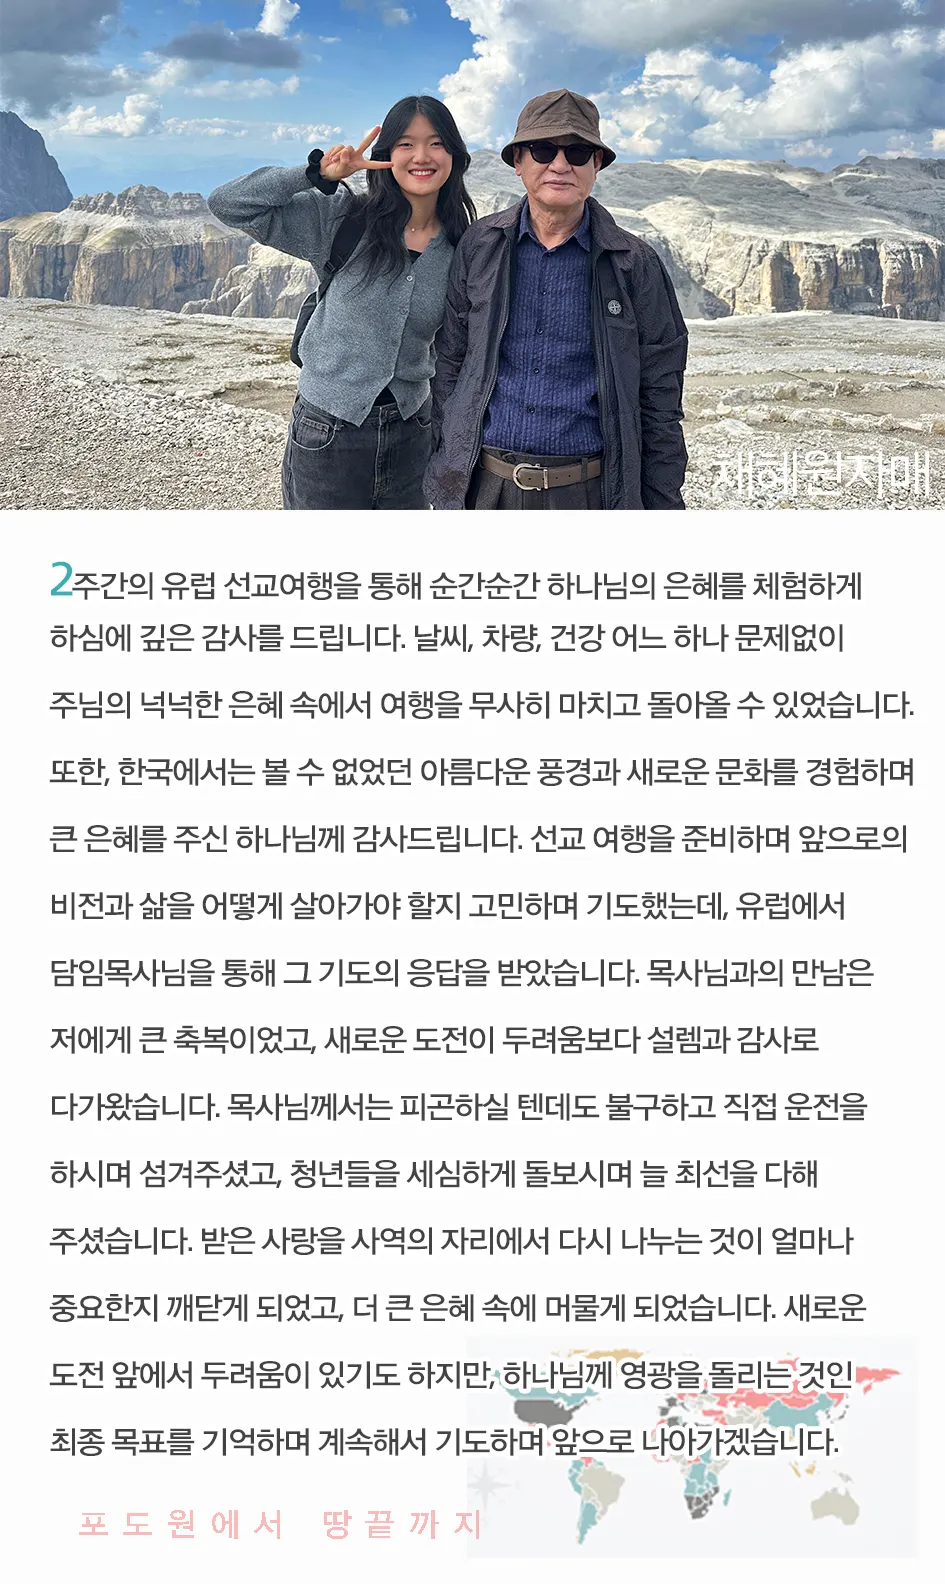 채혜원자매
2주간의 유럽 선교여행을 통해 순간순간 하나님의 은혜를 체험하게
하심에 깊은 감사를 드립니다. 날씨, 차량, 건강 어느 하나 문제없이
주님의 넉넉한 은혜 속에서 여행을 무사히 마치고 돌아올 수 있었습니다.
또한, 한국에서는 볼 수 없었던 아름다운 풍경과 새로운 문화를 경험하며
큰 은혜를 주신 하나님께 감사드립니다. 선교 여행을 준비하며 앞으로의
비전과 삶을 어떻게 살아가야 할지 고민하며 기도했는데, 유럽에서
담임목사님을 통해 그 기도의 응답을 받았습니다. 목사님과의 만남은
저에게 큰 축복이었고, 새로운 도전이 두려움보다 설렘과 감사로
다가왔습니다. 목사님께서는 피곤하실 텐데도 불구하고 직접 운전을
하시며 섬겨주셨고, 청년들을 세심하게 돌보시며 늘 최선을 다해
주셨습니다. 받은 사랑을 사역의 자리에서 다시 나누는 것이 얼마나
중요한지 깨닫게 되었고, 더 큰 은혜 속에 머물게 되었습니다. 새로운
도전 앞에서 두려움이 있기도 하지만, 하나님께 영광을 돌리는 것인
최종 목표를 기억하며 계속해서 기도하며 앞으로 나아가겠습니다.
포도원에서 땅끝까지